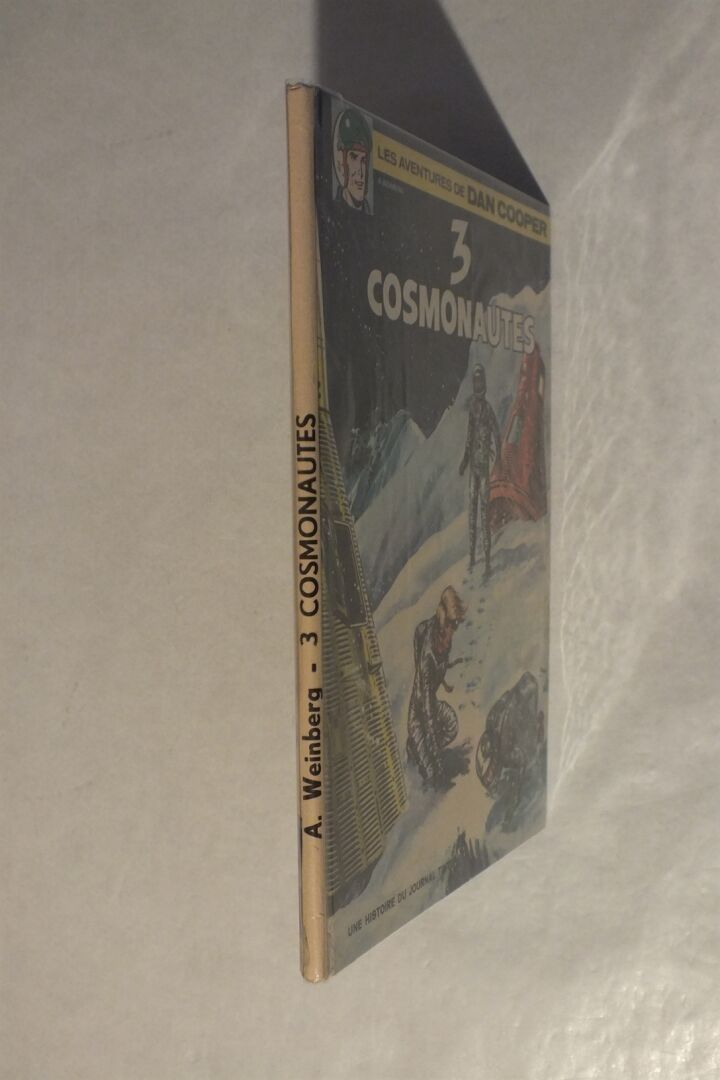 A. Weinberg - 3 COSMONAUTES
LES AVENTURES DE DAN COOPER
3
COSMONAUTES
UNE HISTOIRE DU JOURNAL